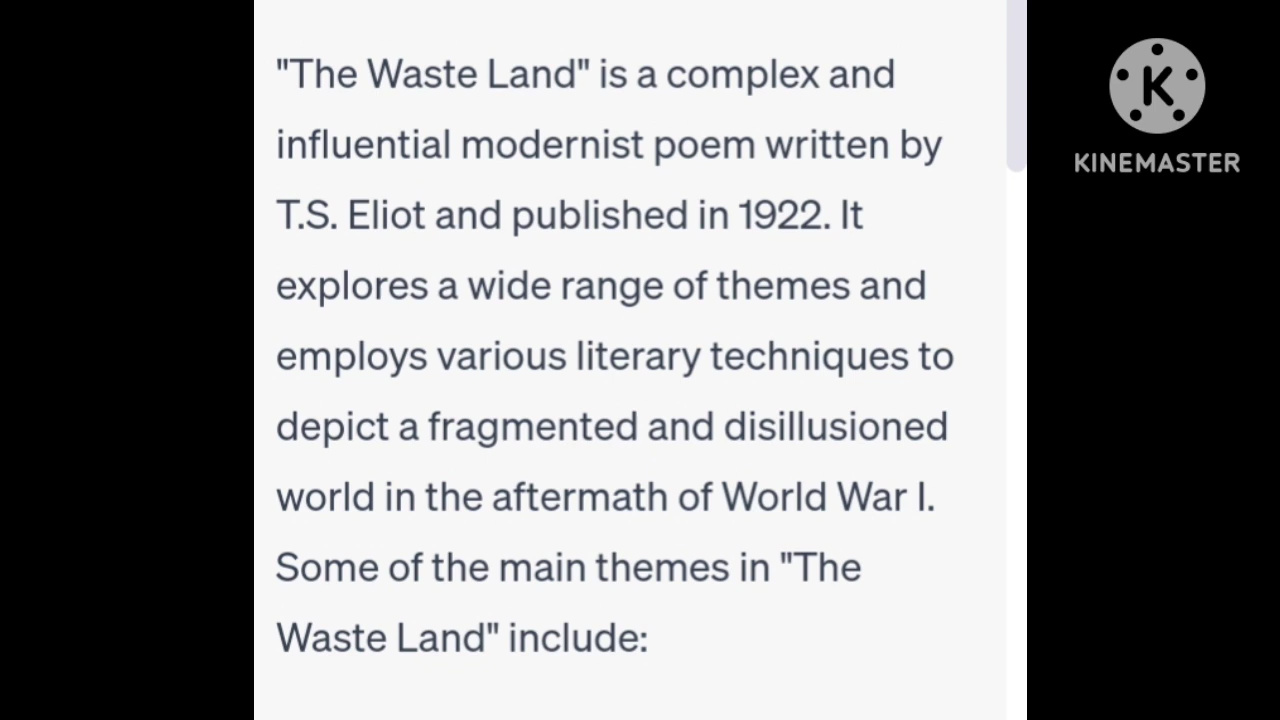 "The Waste Land" is a complex and
influential modernist poem written by
T.S. Eliot and published in 1922. It
explores a wide range of themes and
employs various literary techniques to
depict a fragmented and disillusioned
world in the aftermath of World War I.
Some of the main themes in "The
Waste Land" include:
K
KINEMASTER